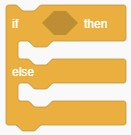 if then
else